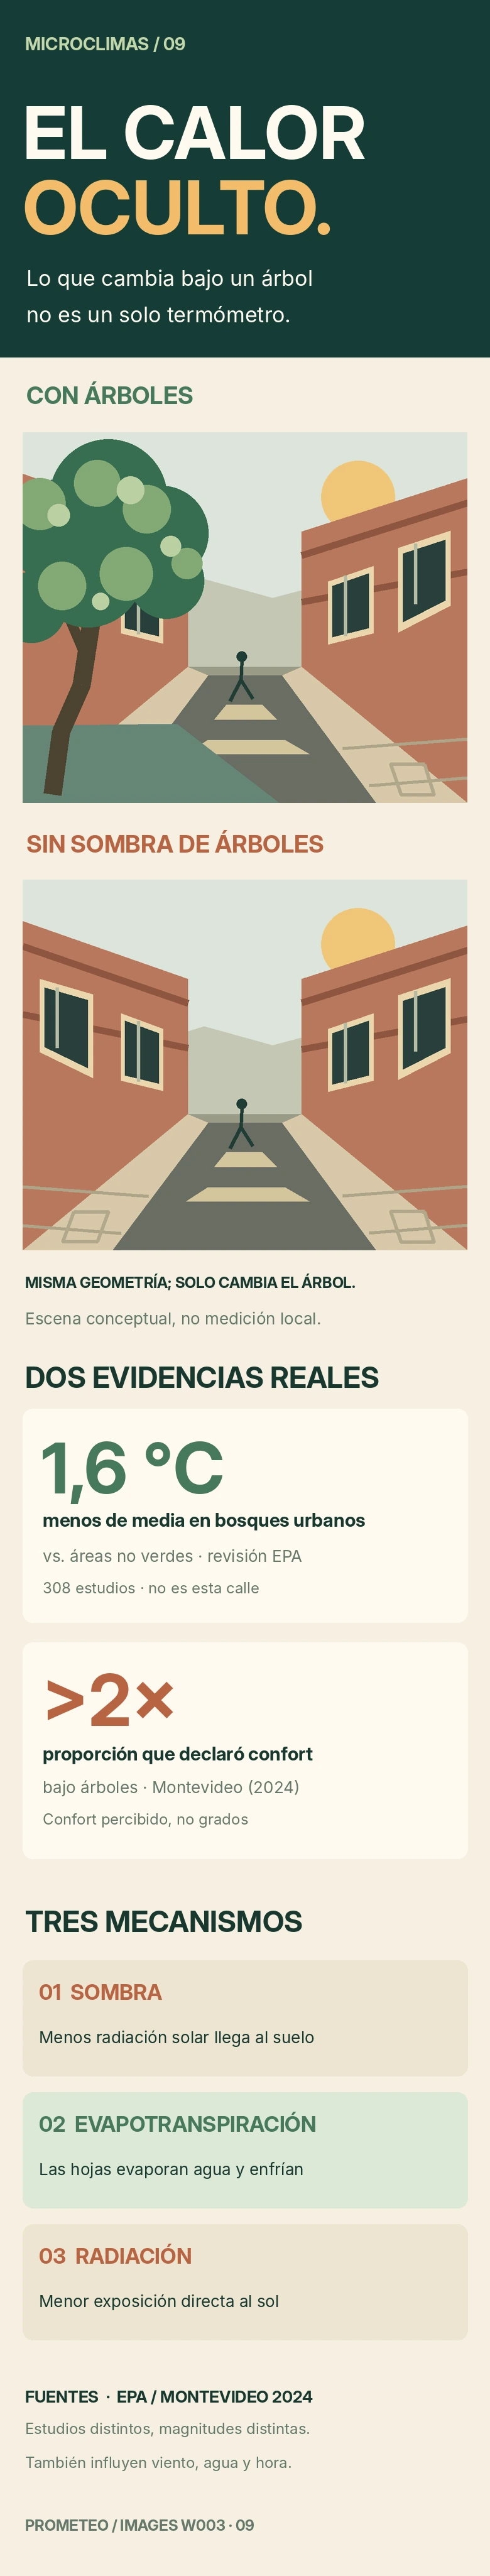 MICROCLIMAS / 09
EL CALOR
OCULTO.
Lo que cambia bajo un árbol
no es un solo termómetro.
CON ÁRBOLES
SIN SOMBRA DE ÁRBOLES
MISMA GEOMETRÍA; SOLO CAMBIA EL ÁRBOL.
Escena conceptual, no medición local.
DOS EVIDENCIAS REALES
1,6 °C
menos de media en bosques urbanos
vs. áreas no verdes · revisión EPA
308 estudios · no es esta calle
>2×
proporción que declaró confort
bajo árboles · Montevideo (2024)
Confort percibido, no grados
TRES MECANISMOS
01 SOMBRA
Menos radiación solar llega al suelo
02 EVAPOTRANSPIRACIÓN
Las hojas evaporan agua y enfrían
03 RADIACIÓN
Menor exposición directa al sol
FUENTES · EPA / MONTEVIDEO 2024
Estudios distintos, magnitudes distintas.
También influyen viento, agua y hora.
PROMETEO / IMAGES W003 · 09